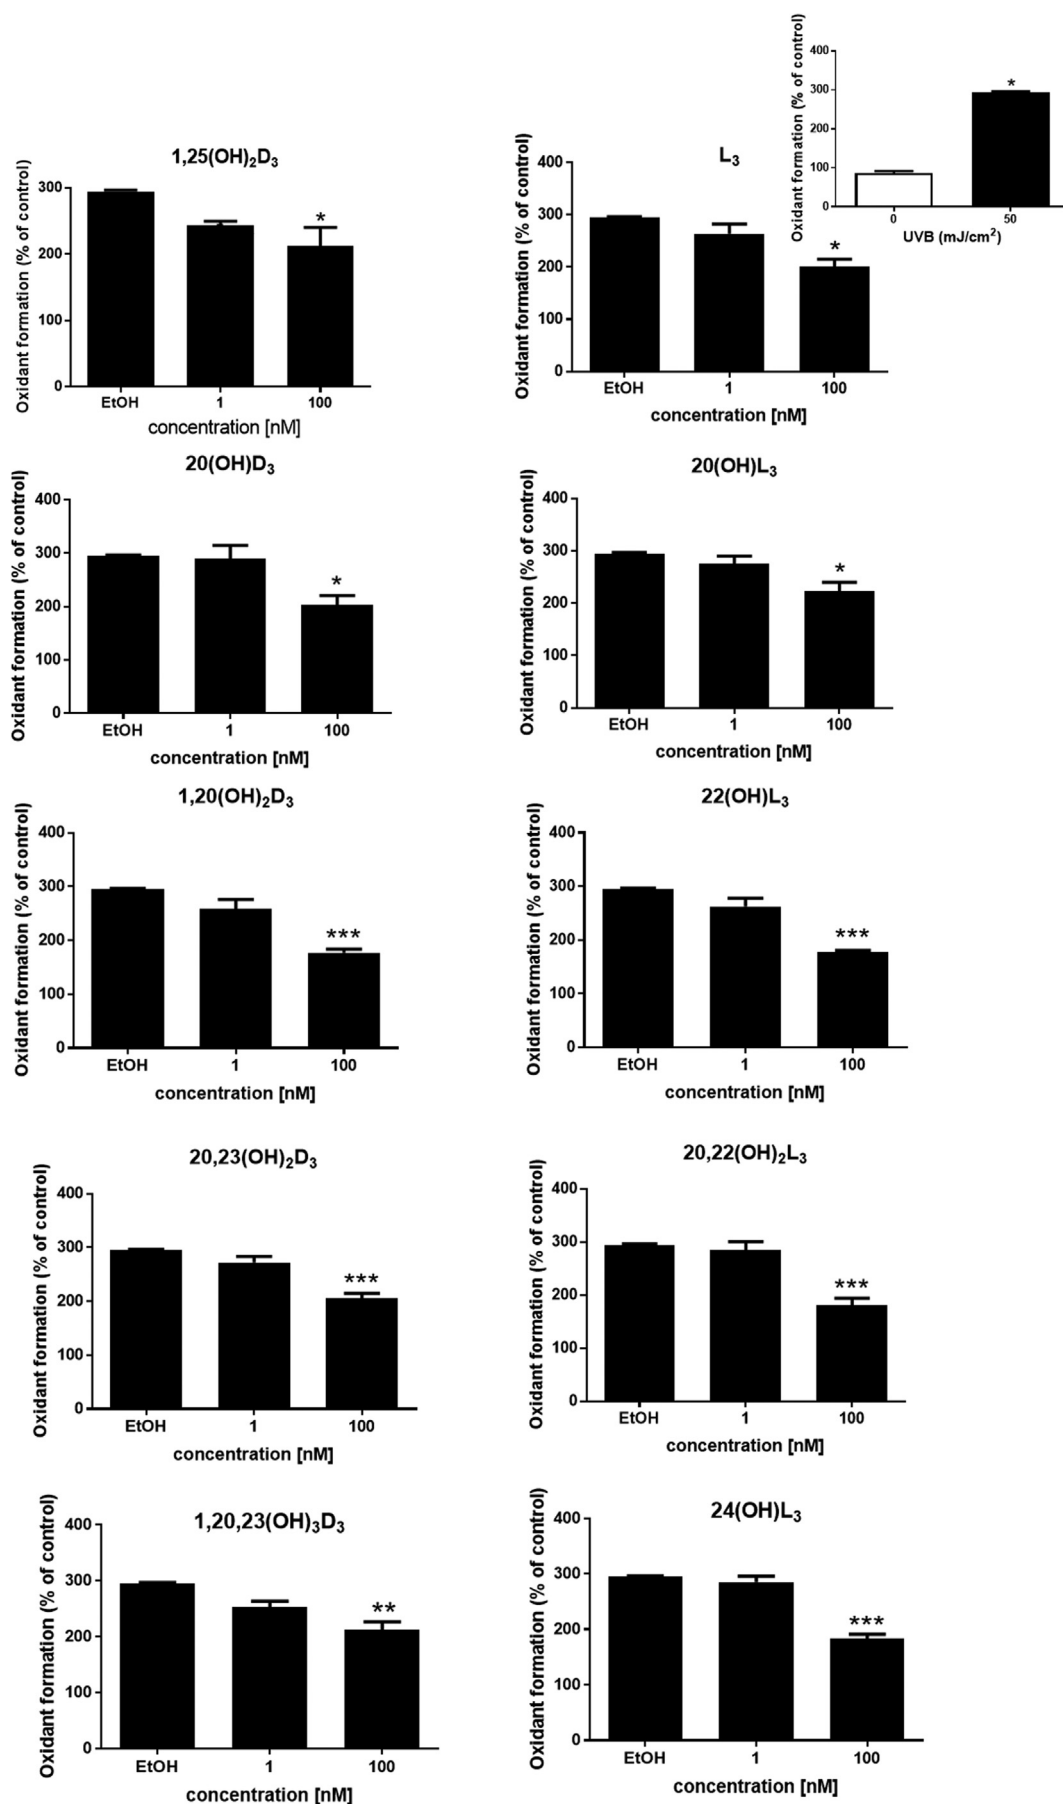 Oxidant formation (% of control)
400
300
200
100
0
*
0
50
UVB (mJ/cm²)
1,25(OH)₂D₃
Oxidant formation (% of control)
300
200
100
0
*
EtOH
1
100
concentration [nM]
L₃
Oxidant formation (% of control)
400
300
200
100
0
*
EtOH
1
100
concentration [nM]
20(OH)D₃
Oxidant formation (% of control)
400
300
200
100
0
*
EtOH
1
100
concentration [nM]
20(OH)L₃
Oxidant formation (% of control)
400
300
200
100
0
*
EtOH
1
100
concentration [nM]
1,20(OH)₂D₃
Oxidant formation (% of control)
400
300
200
100
0
***
EtOH
1
100
concentration [nM]
22(OH)L₃
Oxidant formation (% of control)
400
300
200
100
0
***
EtOH
1
100
concentration [nM]
20,23(OH)₂D₃
Oxidant formation (% of control)
400
300
200
100
0
***
EtOH
1
100
concentration [nM]
20,22(OH)₂L₃
Oxidant formation (% of control)
400
300
200
100
0
***
EtOH
1
100
concentration [nM]
1,20,23(OH)₃D₃
Oxidant formation (% of control)
400
300
200
100
0
**
EtOH
1
100
concentration [nM]
24(OH)L₃
Oxidant formation (% of control)
400
300
200
100
0
***
EtOH
1
100
concentration [nM]